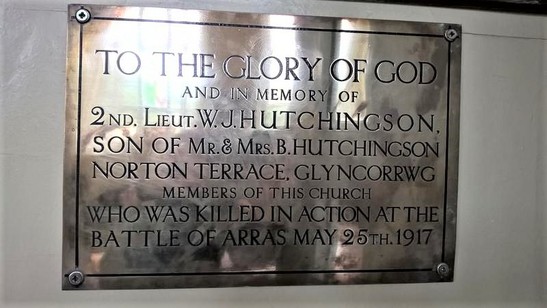 TO THE GLORY OF GOD
AND IN MEMORY OF
2ND. LIEUT. W.J. HUTCHINGSON.
SON OF MR. & MRS. B. HUTCHINGSON
NORTON TERRACE, GLYNCORRWG
MEMBERS OF THIS CHURCH
WHO WAS KILLED IN ACTION AT THE
BATTLE OF ARRAS MAY 25TH. 1917